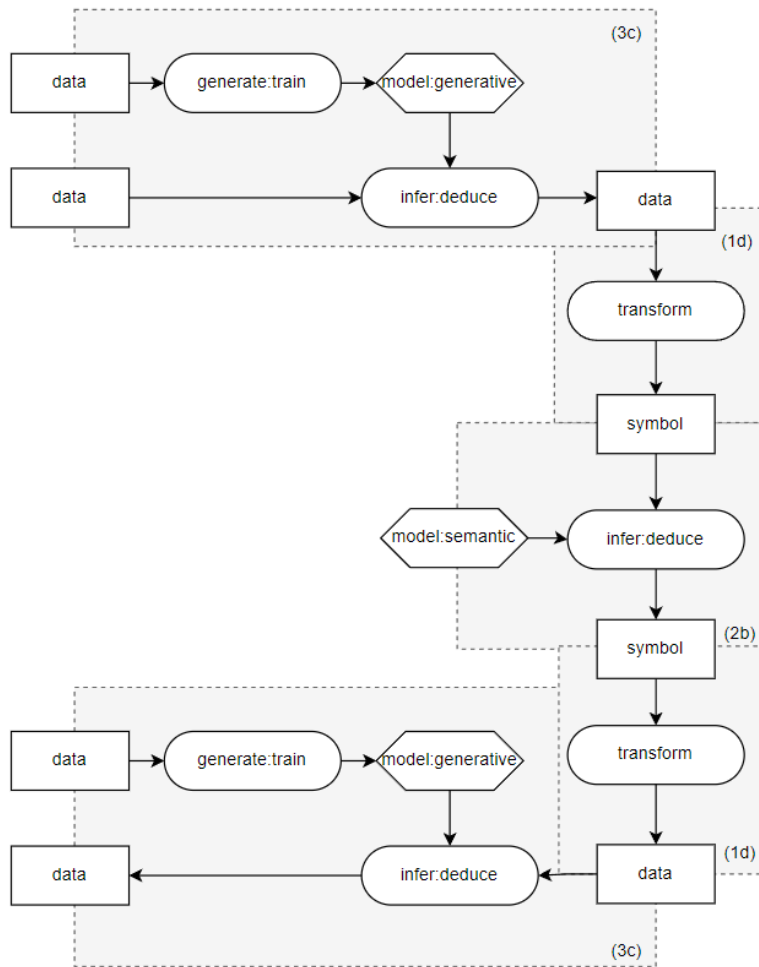 (3c)
data
generate:train
model:generative
data
infer:deduce
data
(1d)
transform
symbol
model:semantic
infer:deduce
(2b)
symbol
data
generate:train
model:generative
transform
data
infer:deduce
data
(1d)
(3c)